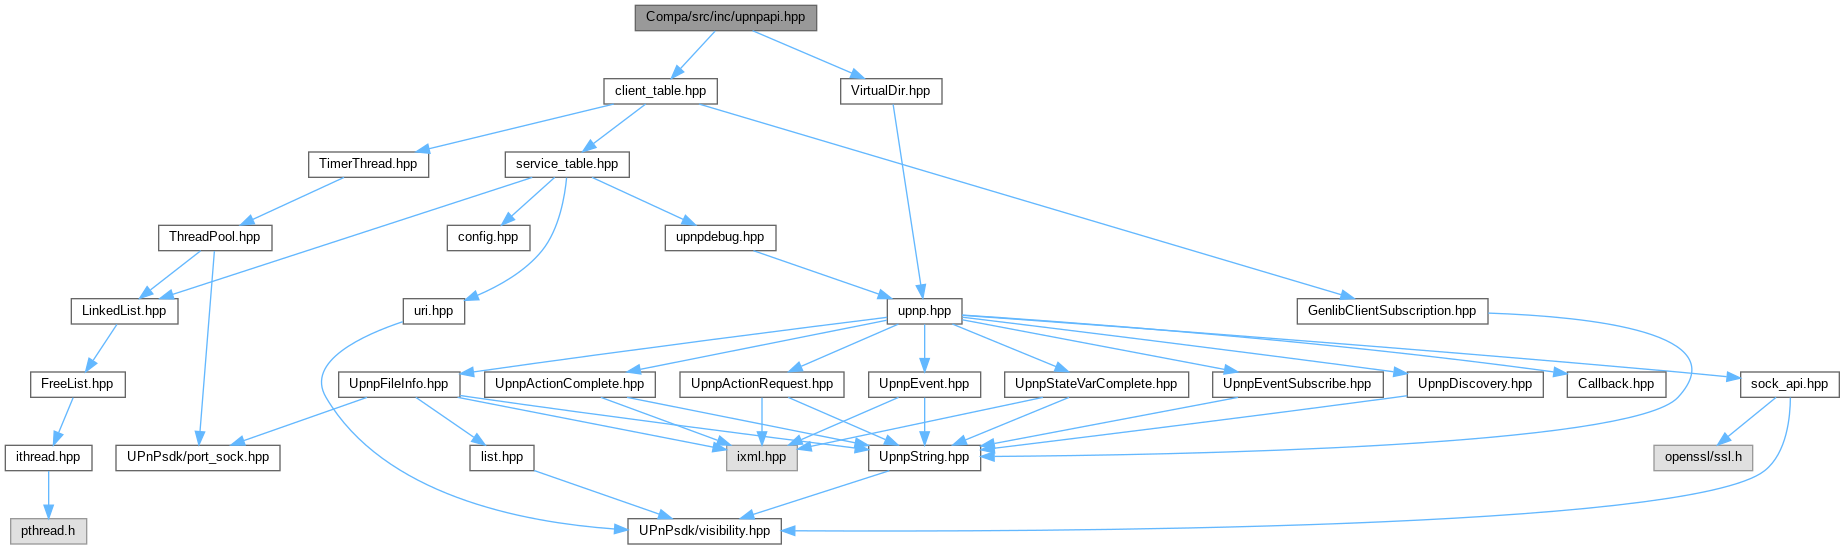 Compa/src/inc/upnpapi.hpp
client_table.hpp
VirtualDir.hpp
TimerThread.hpp
service_table.hpp
ThreadPool.hpp
config.hpp
upnpdebug.hpp
LinkedList.hpp
uri.hpp
upnp.hpp
GenlibClientSubscription.hpp
FreeList.hpp
UpnpFileInfo.hpp
UpnpActionComplete.hpp
UpnpActionRequest.hpp
UpnpEvent.hpp
UpnpStateVarComplete.hpp
UpnpEventSubscribe.hpp
UpnpDiscovery.hpp
Callback.hpp
sock_api.hpp
ithread.hpp
UPnPsdk/port_sock.hpp
list.hpp
ixml.hpp
UpnpString.hpp
openssl/ssl.h
pthread.h
UPnPsdk/visibility.hpp